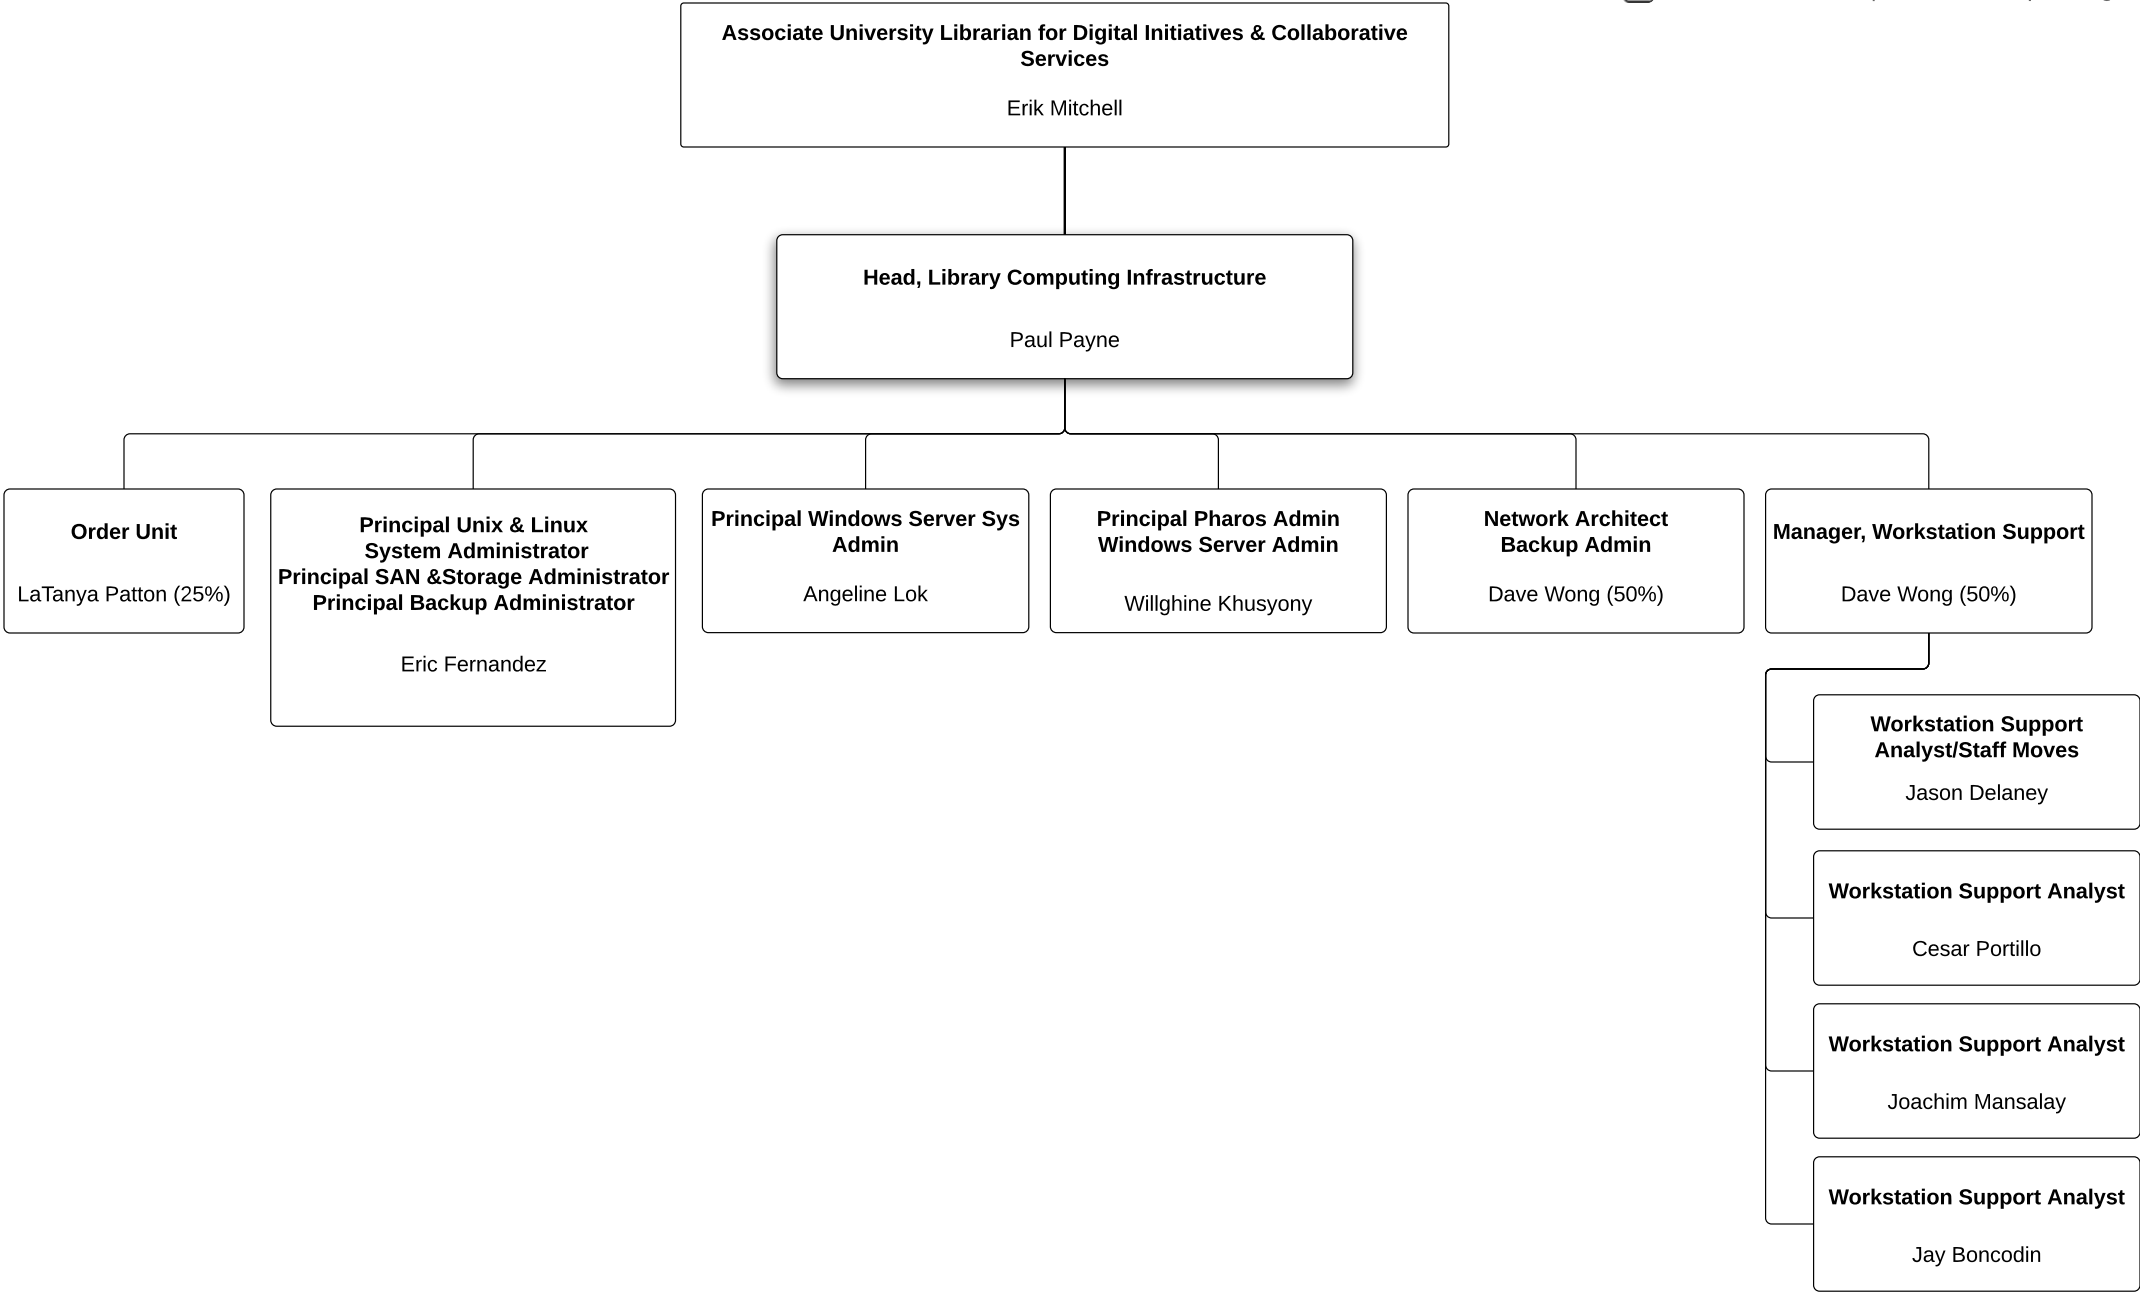 Associate University Librarian for Digital Initiatives & Collaborative
Services
Erik Mitchell
Head, Library Computing Infrastructure
Paul Payne
Order Unit
LaTanya Patton (25%)
Principal Unix & Linux
System Administrator
Principal SAN &Storage Administrator
Principal Backup Administrator
Eric Fernandez
Principal Windows Server Sys
Admin
Angeline Lok
Principal Pharos Admin
Windows Server Admin
Willghine Khusyony
Network Architect
Backup Admin
Dave Wong (50%)
Manager, Workstation Support
Dave Wong (50%)
Workstation Support
Analyst/Staff Moves
Jason Delaney
Workstation Support Analyst
Cesar Portillo
Workstation Support Analyst
Joachim Mansalay
Workstation Support Analyst
Jay Boncodin